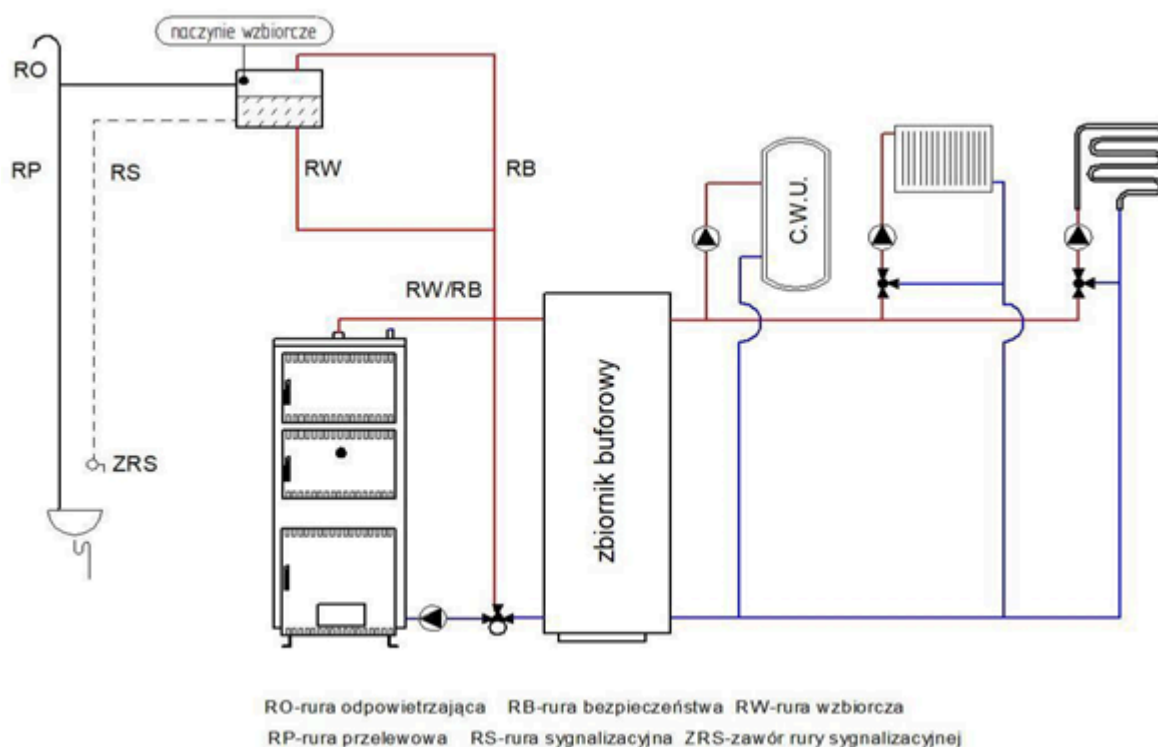 naczynie wzbiorcze
RO
RP
RS
RW
RB
C.W.U.
RW/RB
zbiornik buforowy
ZRS
RO-rura odpowietrzająca RB-rura bezpieczeństwa RW-rura wzbiorcza
RP-rura przelewowa RS-rura sygnalizacyjna ZRS-zawór rury sygnalizacyjnej